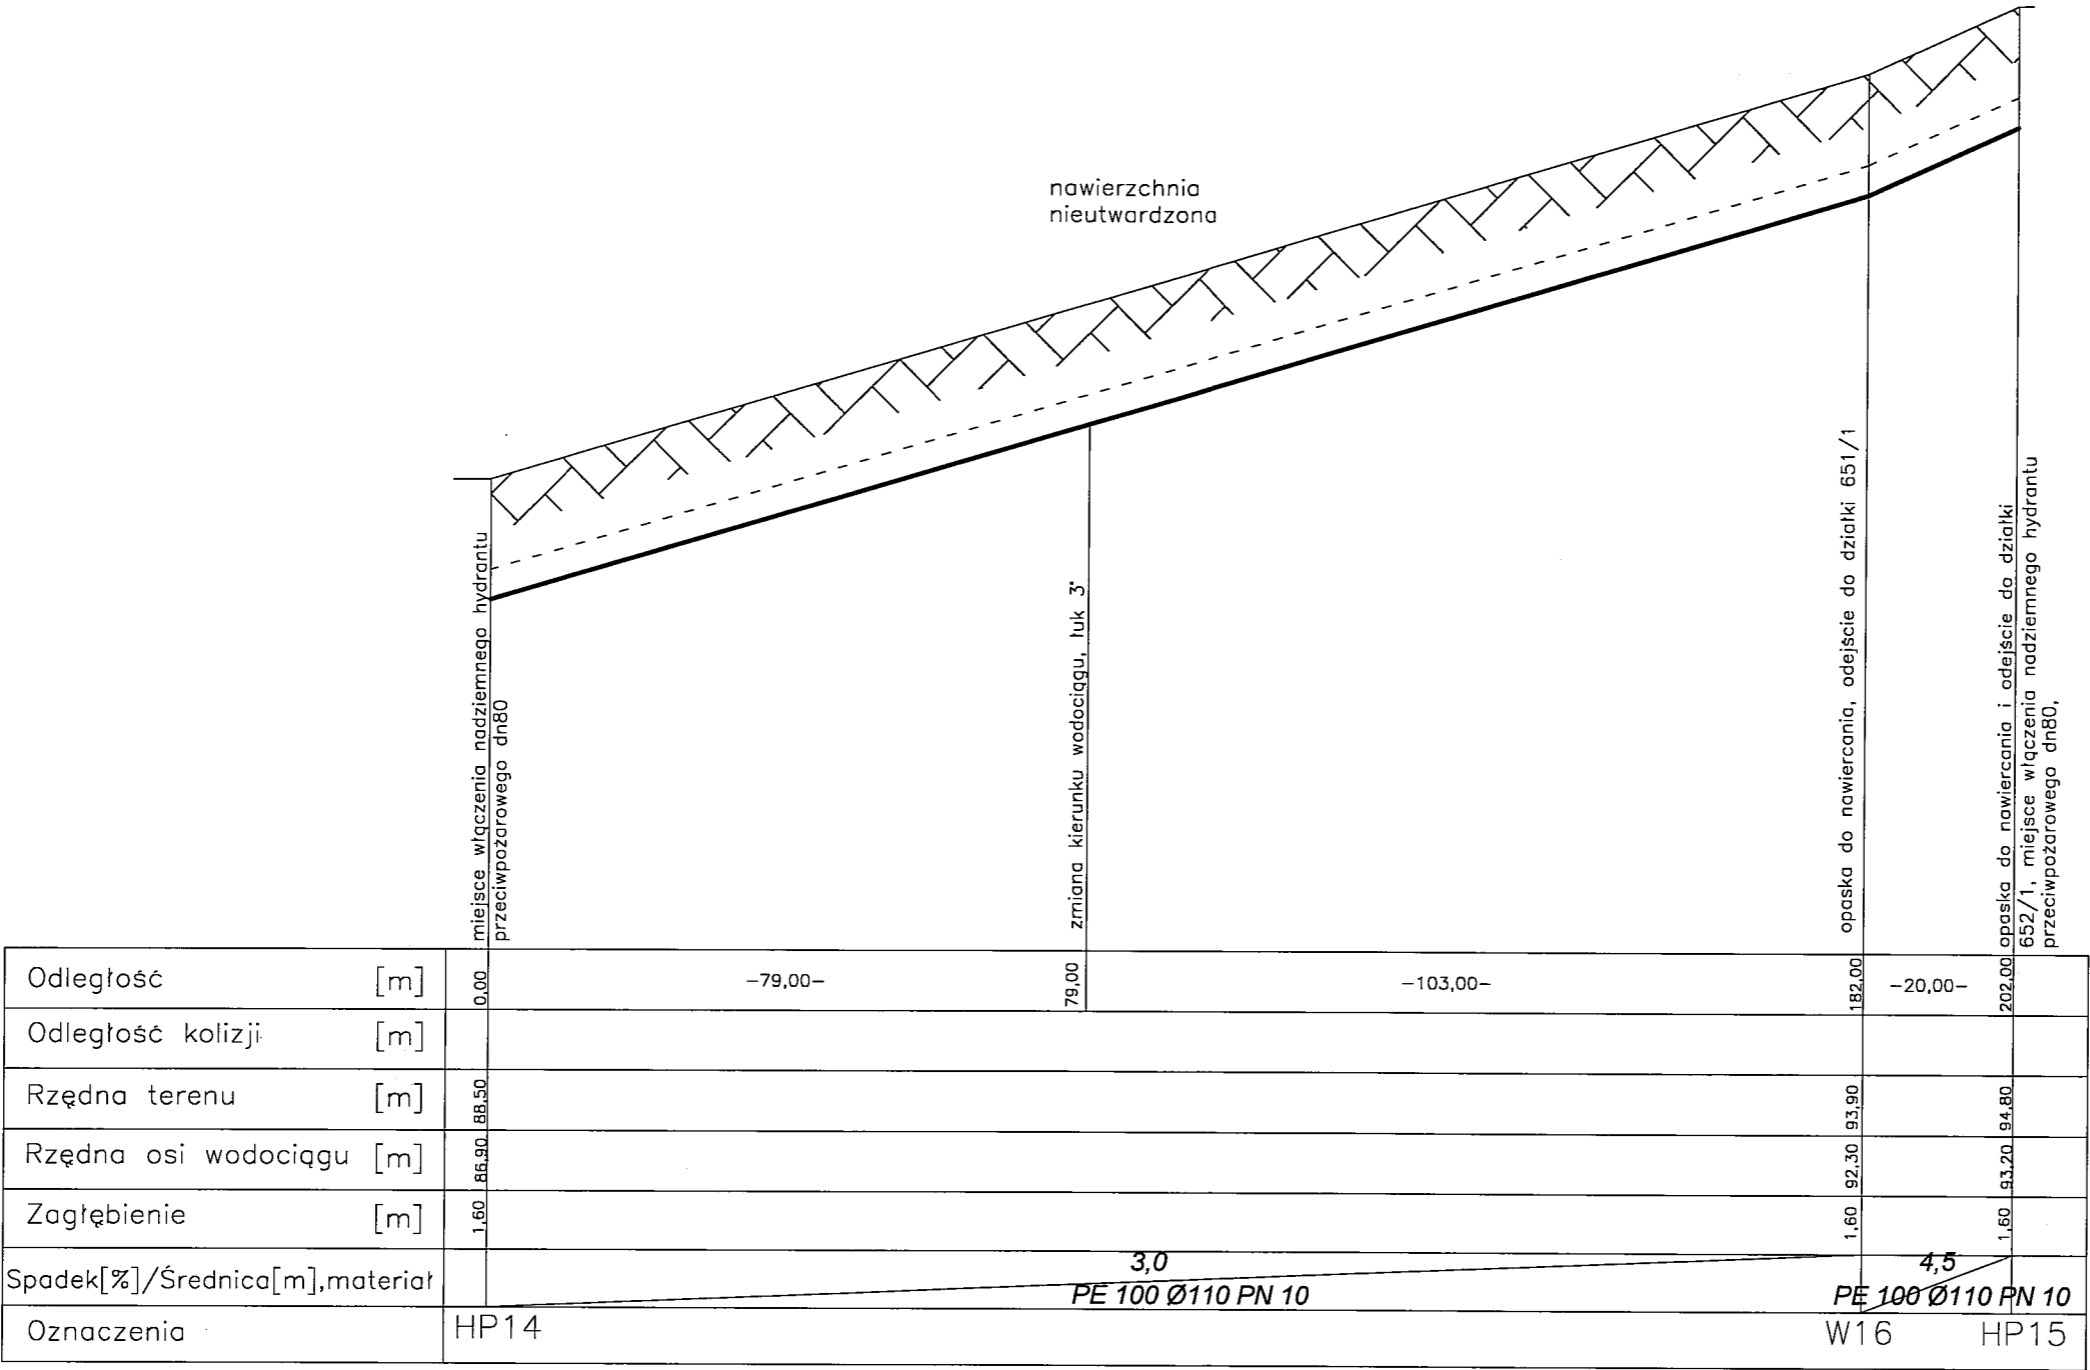 nawierzchnia
nieutwardzona
miejsce włączenia nadziemnego hydrantu
przeciwpożarowego dn80
zmiana kierunku wodociągu, łuk 3°
opaska do nawiercania, odejście do działki 651/1
opaska do nawiercania i odejście do działki
652/1, miejsce włączenia nadziemnego hydrantu
przeciwpożarowego dn80,
Odległość [m] 0,00 -79,00- 79,00 -103,00- 182,00 -20,00- 202,00
Odległość kolizji [m]
Rzędna terenu [m] 88,50 93,90 94,80
Rzędna osi wodociągu [m] 86,90 92,30 93,20
Zagłębienie [m] 1,60 1,60 1,60
Spadek[%]/Średnica[m],materiał
3,0 4,5
PE 100 Ø110 PN 10 PE 100 Ø110 PN 10
Oznaczenia HP14 W16 HP15